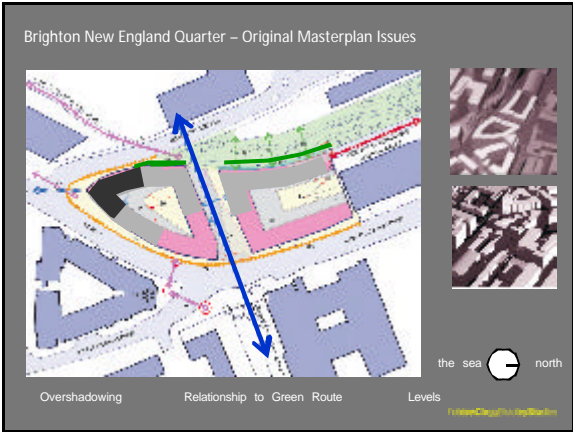 Brighton New England Quarter – Original Masterplan Issues
the sea north
Overshadowing Relationship to Green Route Levels